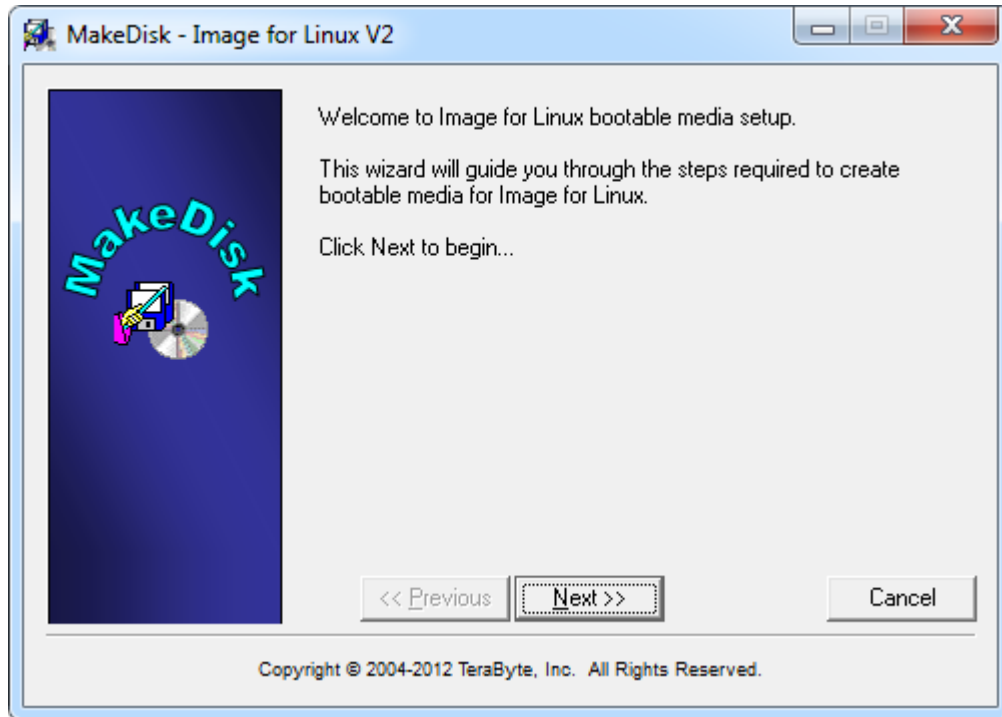 MakeDisk - Image for Linux V2
MakeDisk
Welcome to Image for Linux bootable media setup.
This wizard will guide you through the steps required to create
bootable media for Image for Linux.
Click Next to begin...
<< Previous
Next >>
Cancel
Copyright © 2004-2012 TeraByte, Inc.  All Rights Reserved.